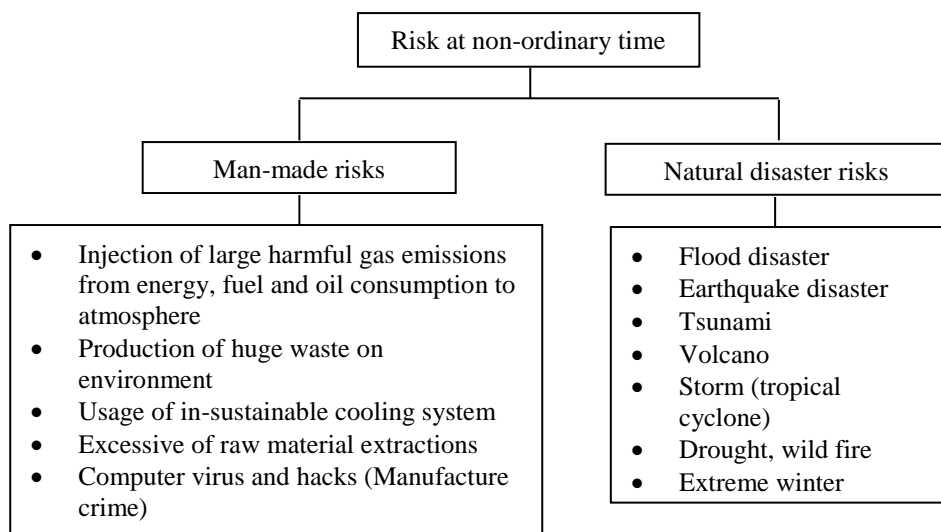 Risk at non-ordinary time
Man-made risks
• Injection of large harmful gas emissions
from energy, fuel and oil consumption to
atmosphere
• Production of huge waste on
environment
• Usage of in-sustainable cooling system
• Excessive of raw material extractions
• Computer virus and hacks (Manufacture
crime)
Natural disaster risks
• Flood disaster
• Earthquake disaster
• Tsunami
• Volcano
• Storm (tropical
cyclone)
• Drought, wild fire
• Extreme winter